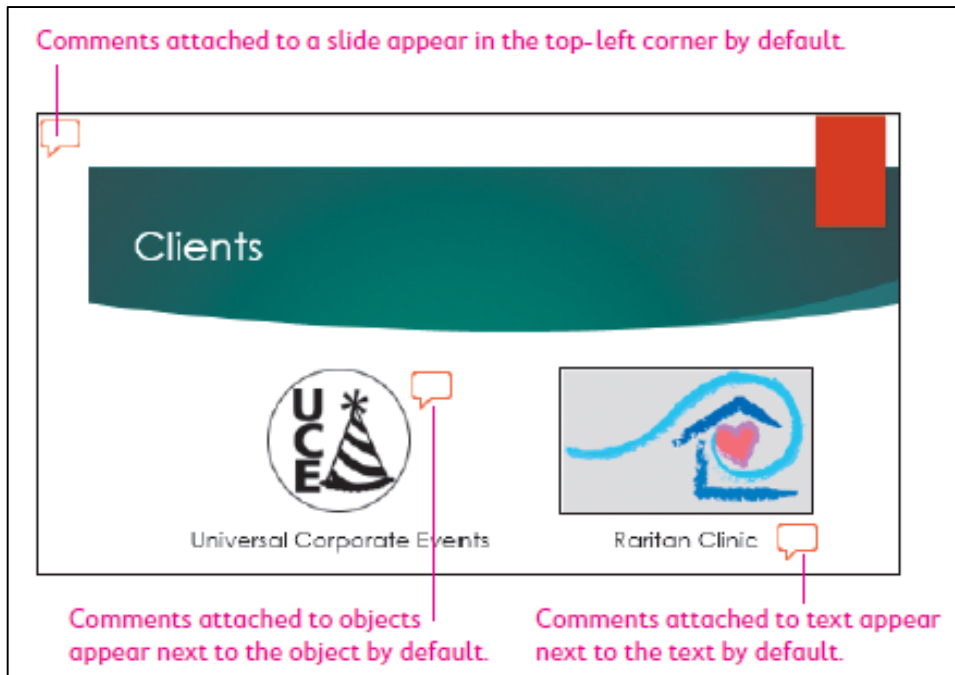 Comments attached to a slide appear in the top-left corner by default.
Clients
U
C
E
Universal Corporate Events
Raritan Clinic
Comments attached to objects
appear next to the object by default.
Comments attached to text appear
next to the text by default.